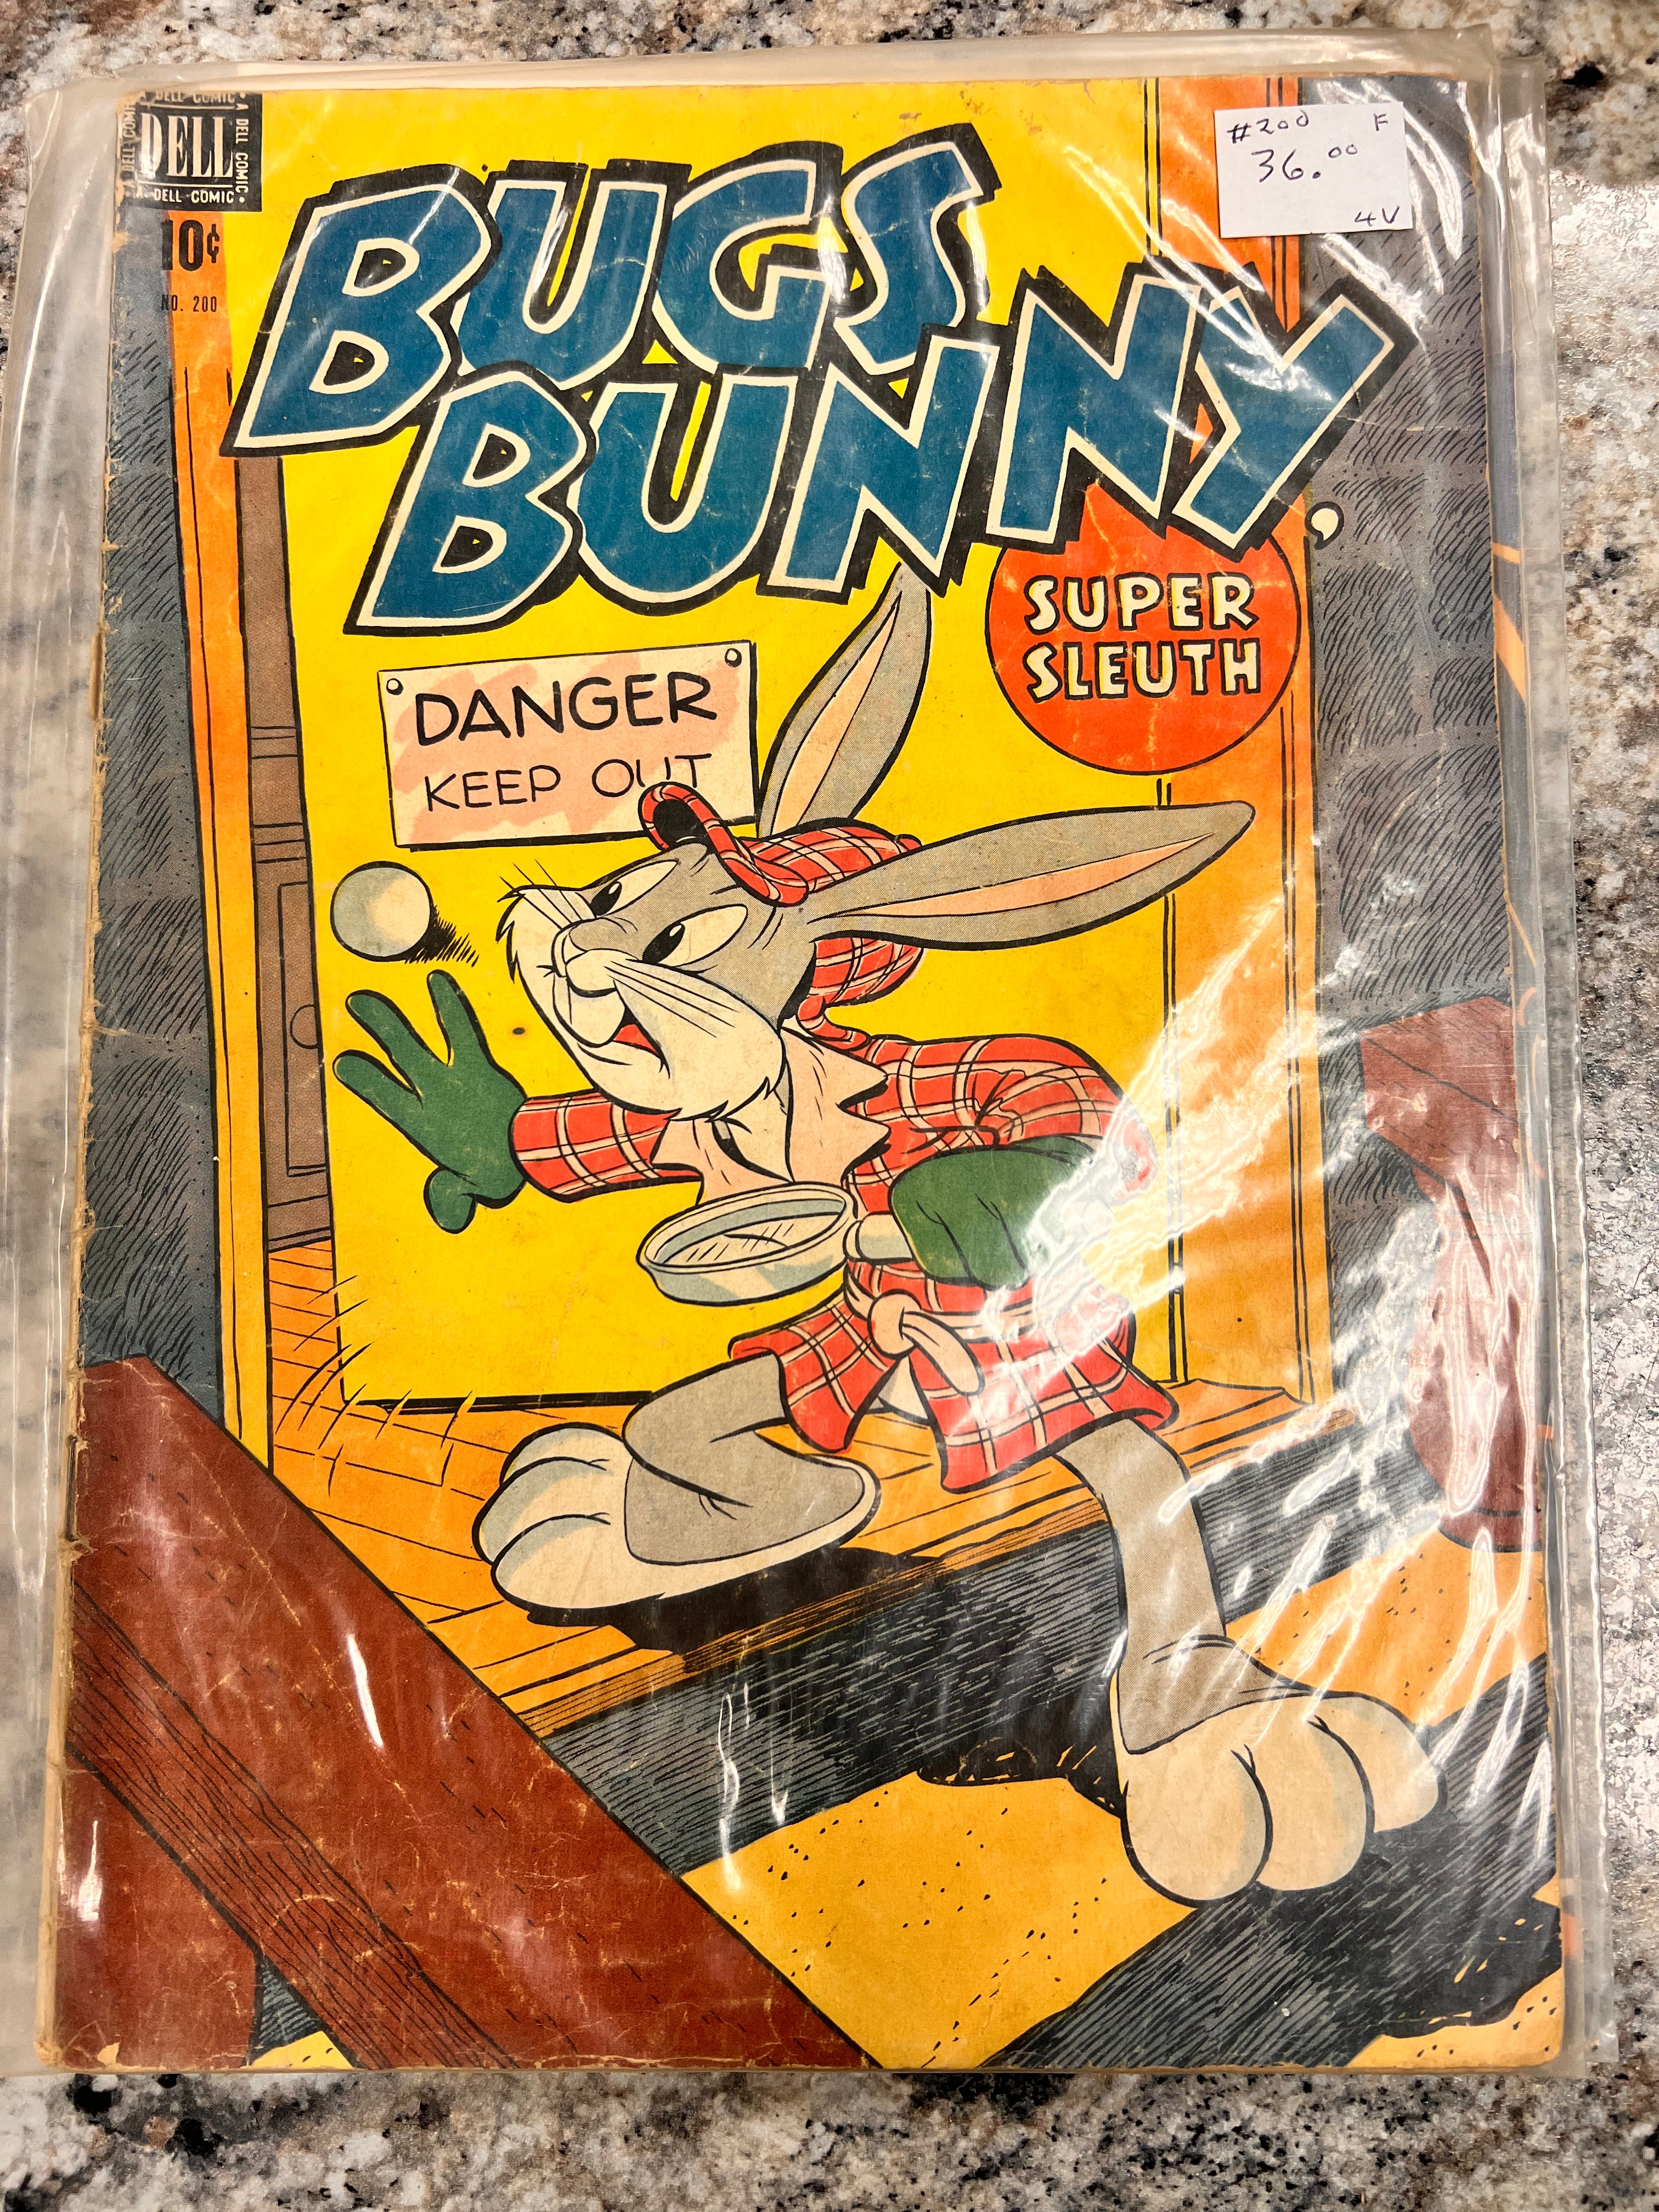 A DELL COMIC
DELL
A DELL COMIC
A DELL COMIC
A DELL-COMIC
10¢
NO. 200
#200 F
36.00
4V
BUGS
BUNNY,
SUPER
SLEUTH
DANGER
KEEP OUT